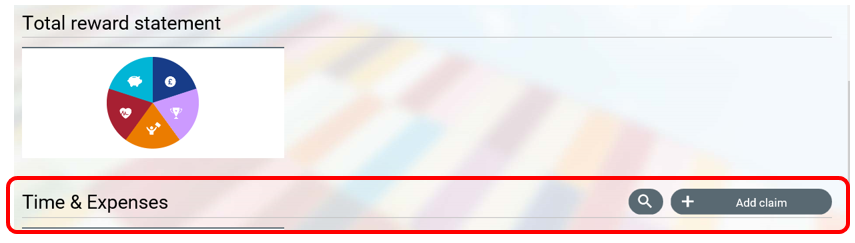 Total reward statement
£
Time & Expenses
Add claim